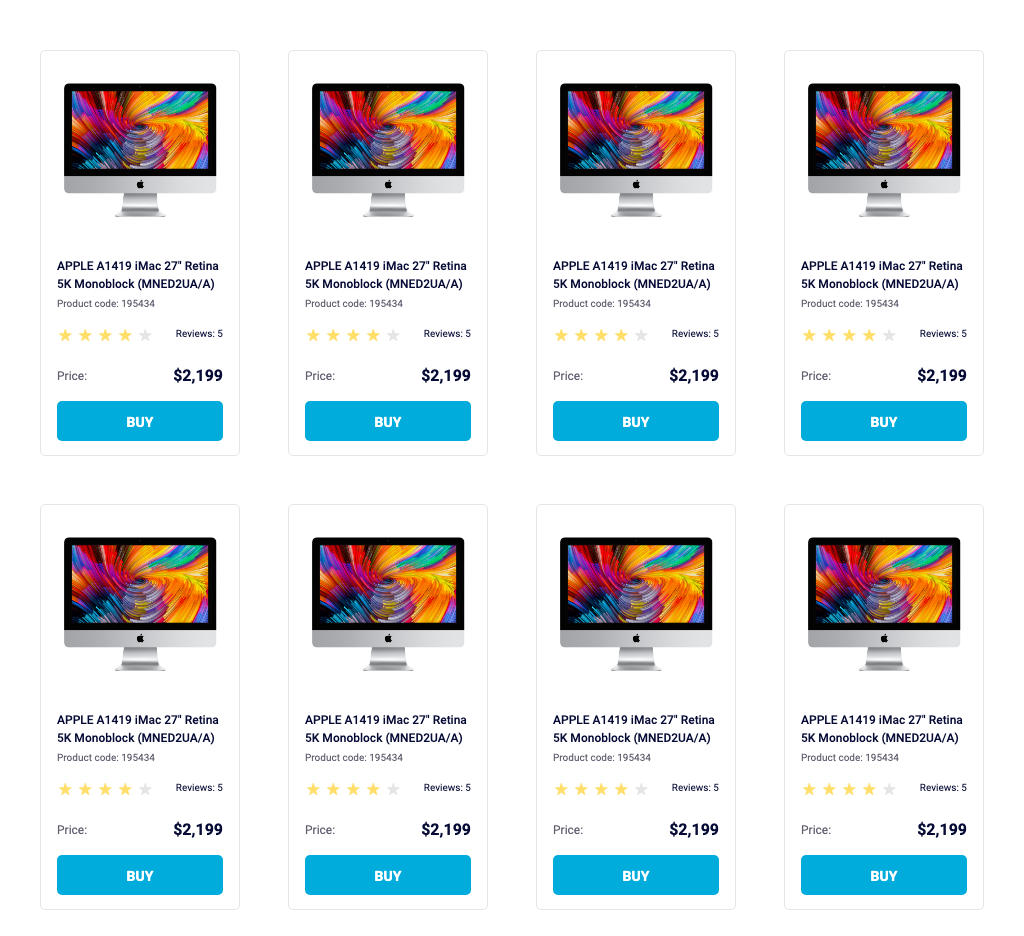 APPLE A1419 iMac 27" Retina
5K Monoblock (MNED2UA/A)
Product code: 195434
Reviews: 5
Price: $2,199
BUY
APPLE A1419 iMac 27" Retina
5K Monoblock (MNED2UA/A)
Product code: 195434
Reviews: 5
Price: $2,199
BUY
APPLE A1419 iMac 27" Retina
5K Monoblock (MNED2UA/A)
Product code: 195434
Reviews: 5
Price: $2,199
BUY
APPLE A1419 iMac 27" Retina
5K Monoblock (MNED2UA/A)
Product code: 195434
Reviews: 5
Price: $2,199
BUY
APPLE A1419 iMac 27" Retina
5K Monoblock (MNED2UA/A)
Product code: 195434
Reviews: 5
Price: $2,199
BUY
APPLE A1419 iMac 27" Retina
5K Monoblock (MNED2UA/A)
Product code: 195434
Reviews: 5
Price: $2,199
BUY
APPLE A1419 iMac 27" Retina
5K Monoblock (MNED2UA/A)
Product code: 195434
Reviews: 5
Price: $2,199
BUY
APPLE A1419 iMac 27" Retina
5K Monoblock (MNED2UA/A)
Product code: 195434
Reviews: 5
Price: $2,199
BUY